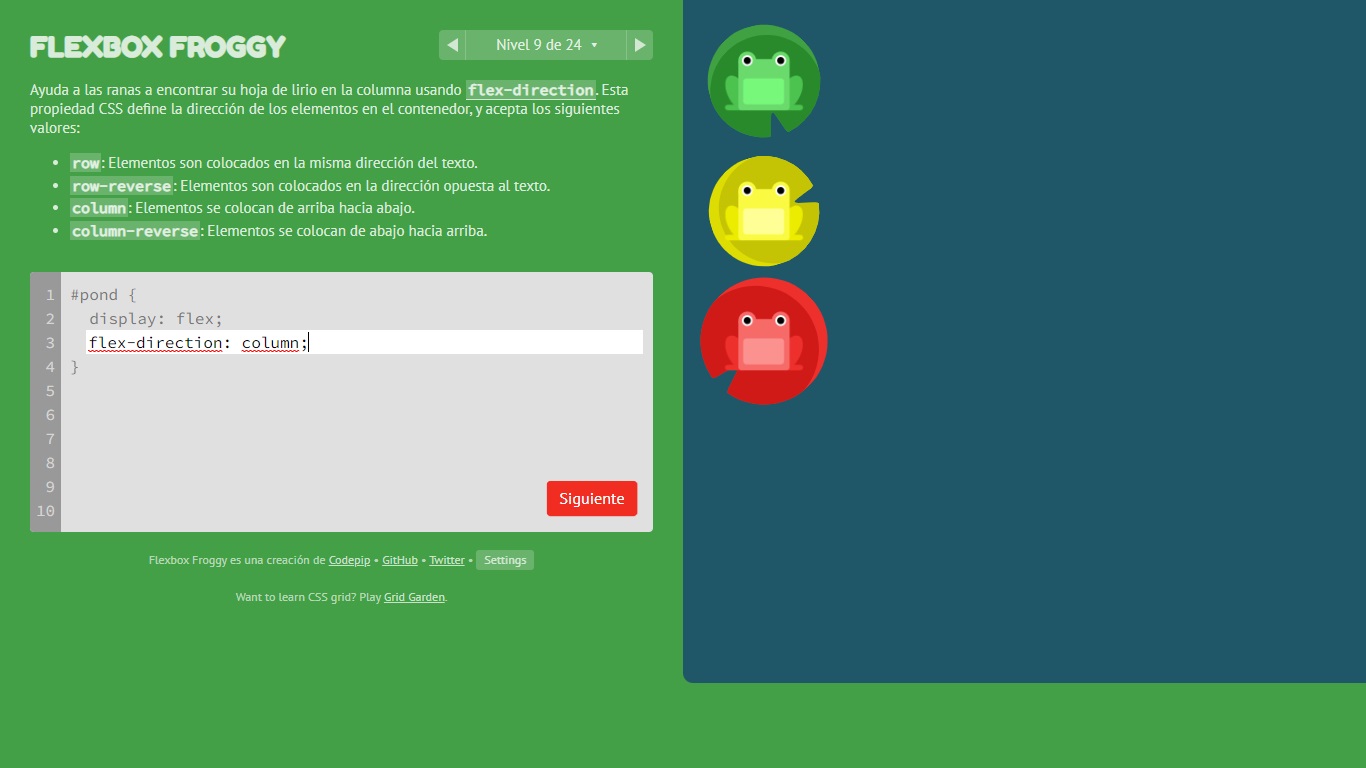 FLEXBOX FROGGY
Nivel 9 de 24
Ayuda a las ranas a encontrar su hoja de lirio en la columna usando flex-direction. Esta
propiedad CSS define la dirección de los elementos en el contenedor, y acepta los siguientes
valores:
• row: Elementos son colocados en la misma dirección del texto.
• row-reverse: Elementos son colocados en la dirección opuesta al texto.
• column: Elementos se colocan de arriba hacia abajo.
• column-reverse: Elementos se colocan de abajo hacia arriba.
1 #pond {
2 display: flex;
3 flex-direction: column;
4 }
5
6
7
8
9
10
Siguiente
Flexbox Froggy es una creación de Codepip • GitHub • Twitter • Settings
Want to learn CSS grid? Play Grid Garden.